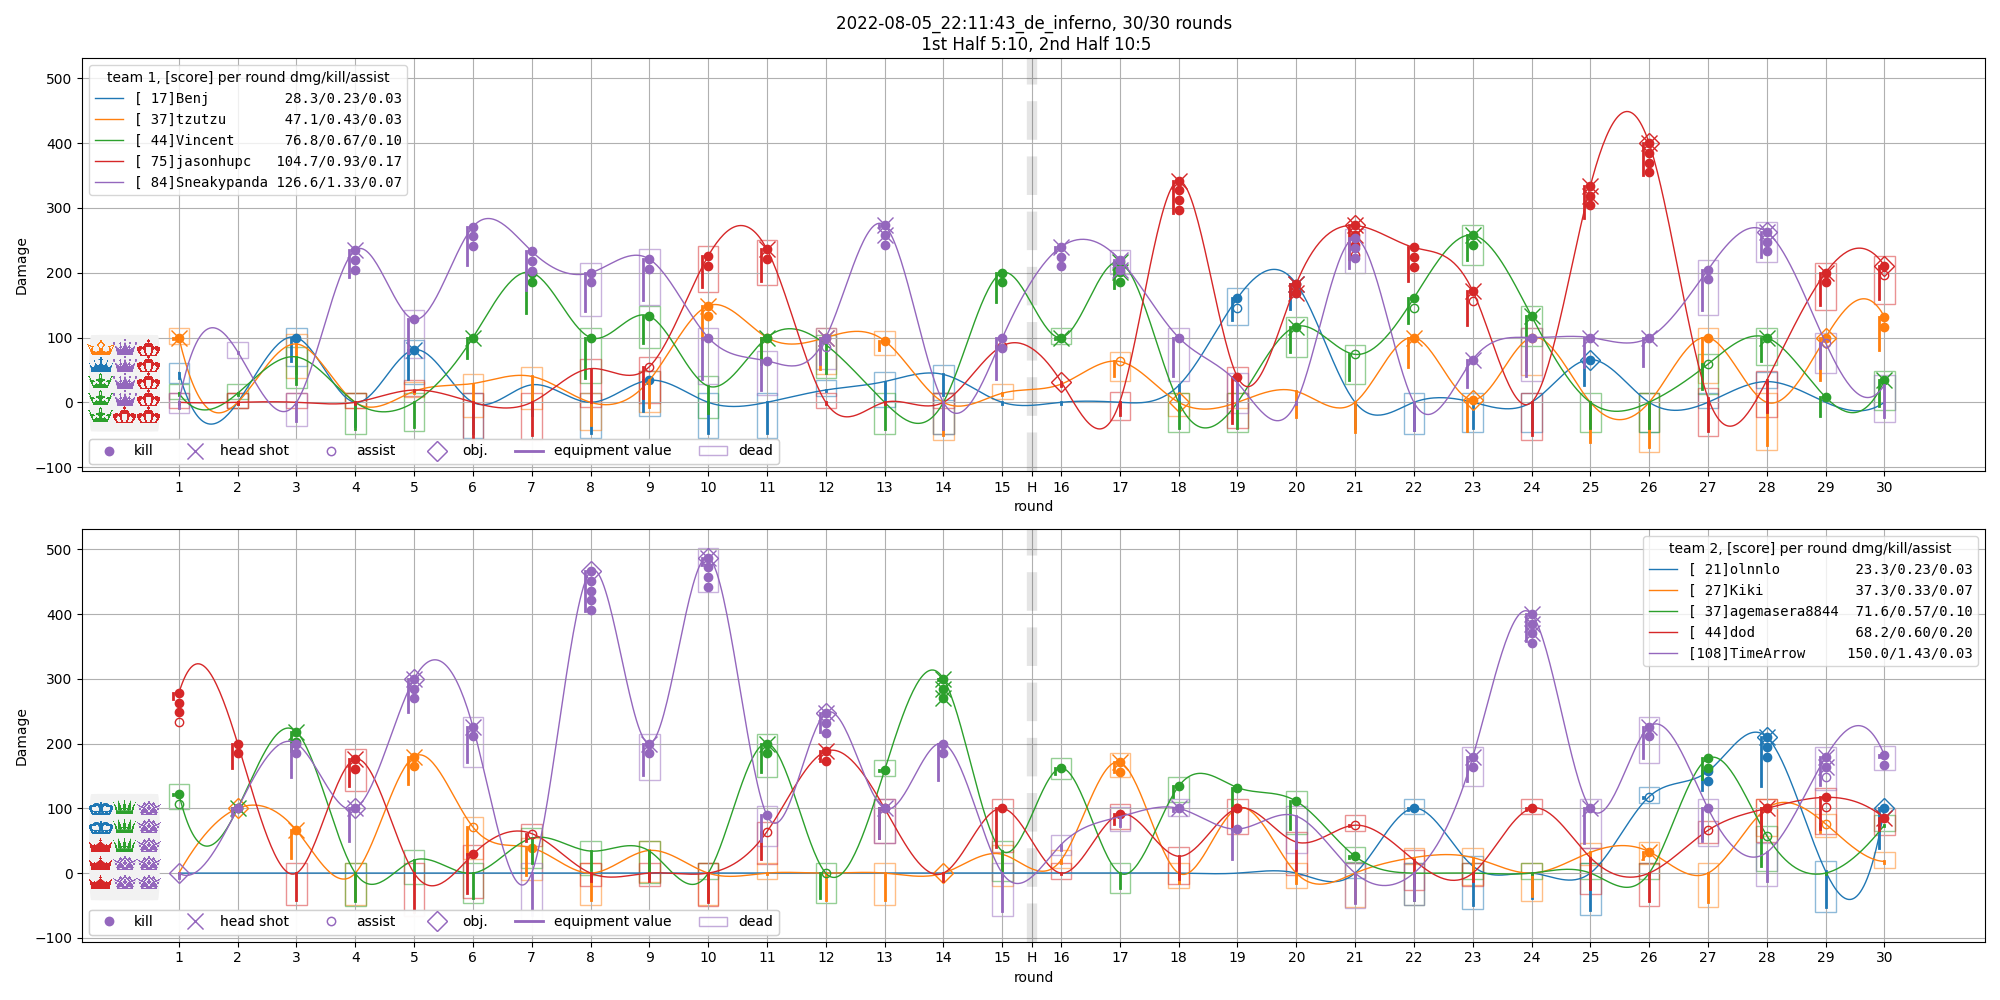 2022-08-05_22:11:43_de_inferno, 30/30 rounds
1st Half 5:10, 2nd Half 10:5
team 1, [score] per round dmg/kill/assist
[ 17]Benj 28.3/0.23/0.03
[ 37]tzutzu 47.1/0.43/0.03
[ 44]Vincent 76.8/0.67/0.10
[ 75]jasonhupc 104.7/0.93/0.17
[ 84]Sneakypanda 126.6/1.33/0.07
500
400
300
200
100
0
−100
Damage
kill head shot assist obj. equipment value dead
1 2 3 4 5 6 7 8 9 10 11 12 13 14 15 H 16 17 18 19 20 21 22 23 24 25 26 27 28 29 30
round
team 2, [score] per round dmg/kill/assist
[ 21]olnnlo 23.3/0.23/0.03
[ 27]Kiki 37.3/0.33/0.07
[ 37]agemasera8844 71.6/0.57/0.10
[ 44]dod 68.2/0.60/0.20
[108]TimeArrow 150.0/1.43/0.03
500
400
300
200
100
0
−100
Damage
kill head shot assist obj. equipment value dead
1 2 3 4 5 6 7 8 9 10 11 12 13 14 15 H 16 17 18 19 20 21 22 23 24 25 26 27 28 29 30
round